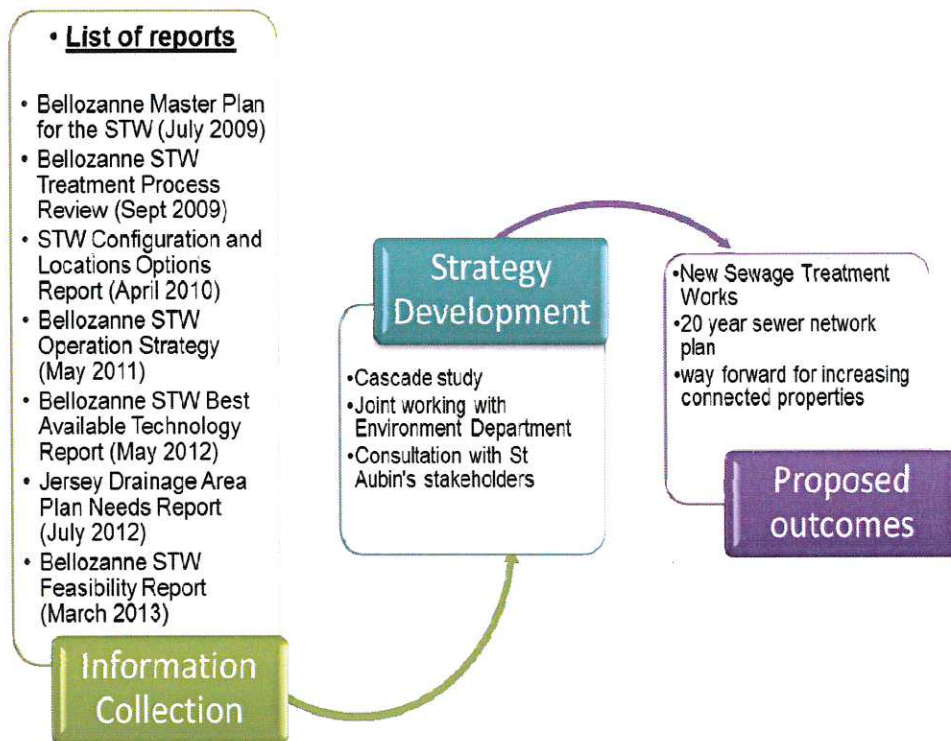 • List of reports
• Bellozanne Master Plan
for the STW (July 2009)
• Bellozanne STW
Treatment Process
Review (Sept 2009)
• STW Configuration and
Locations Options
Report (April 2010)
• Bellozanne STW
Operation Strategy
(May 2011)
• Bellozanne STW Best
Available Technology
Report (May 2012)
• Jersey Drainage Area
Plan Needs Report
(July 2012)
• Bellozanne STW
Feasibility Report
(March 2013)
Information
Collection
Strategy
Development
•Cascade study
•Joint working with
Environment Department
•Consultation with St
Aubin's stakeholders
•New Sewage Treatment
Works
•20 year sewer network
plan
•way forward for increasing
connected properties
Proposed
outcomes